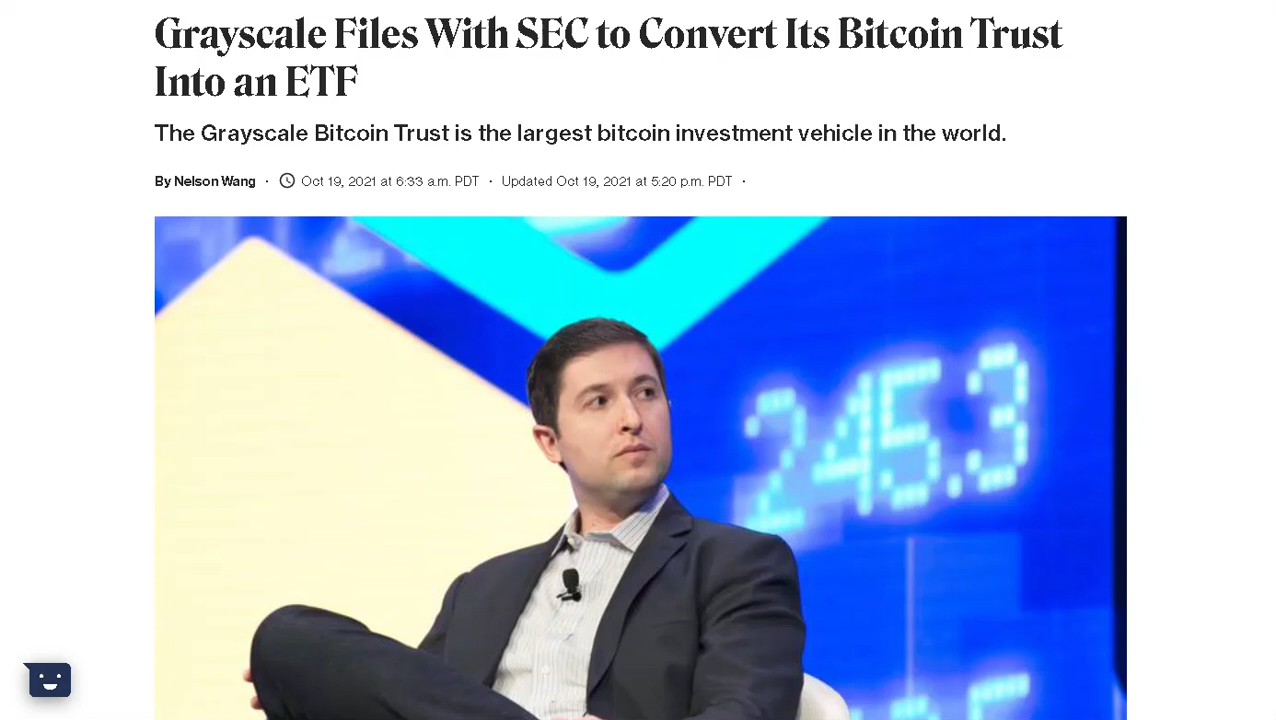 Grayscale Files With SEC to Convert Its Bitcoin Trust
Into an ETF
The Grayscale Bitcoin Trust is the largest bitcoin investment vehicle in the world.
By Nelson Wang · Oct 19, 2021 at 6:33 a.m. PDT · Updated Oct 19, 2021 at 5:20 p.m. PDT ·
245.3